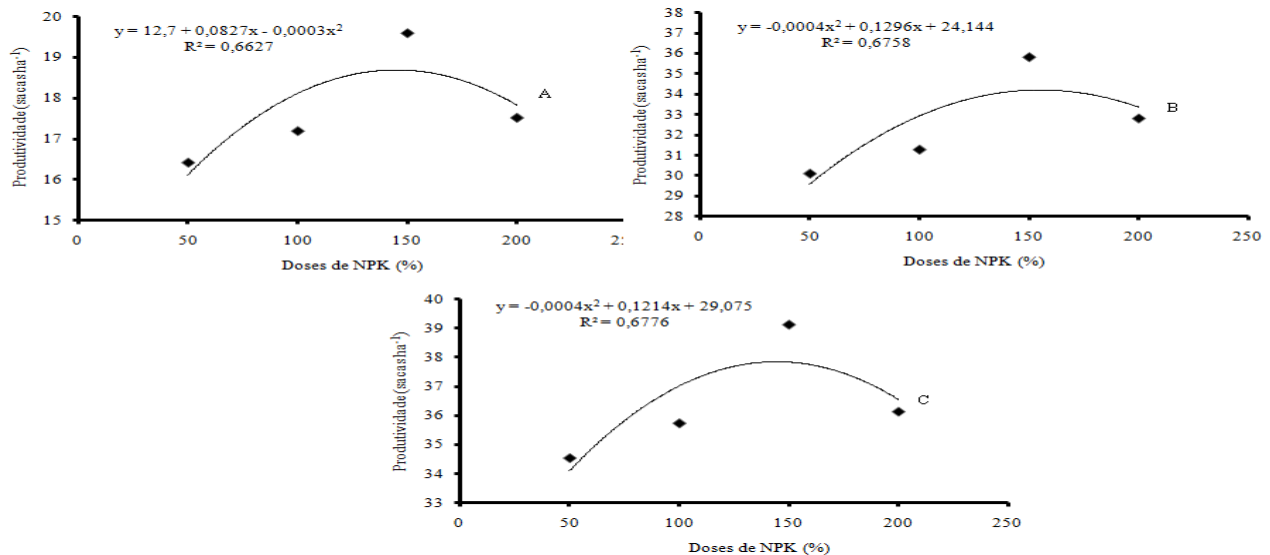 y = 12,7 + 0,0827x - 0,0003x²
R² = 0,6627
Produtividade(sacasha⁻¹)
20
19
18
17
16
15
0
50
100
150
200
2:
Doses de NPK (%)
A
y = -0,0004x² + 0,1296x + 24,144
R² = 0,6758
Produtividade(sacasha⁻¹)
38
37
36
35
34
33
32
31
30
29
28
0
50
100
150
200
250
Doses de NPK (%)
B
y = -0,0004x² + 0,1214x + 29,075
R² = 0,6776
Produtividade(sacasha⁻¹)
40
39
38
37
36
35
34
33
0
50
100
150
200
250
Doses de NPK (%)
C